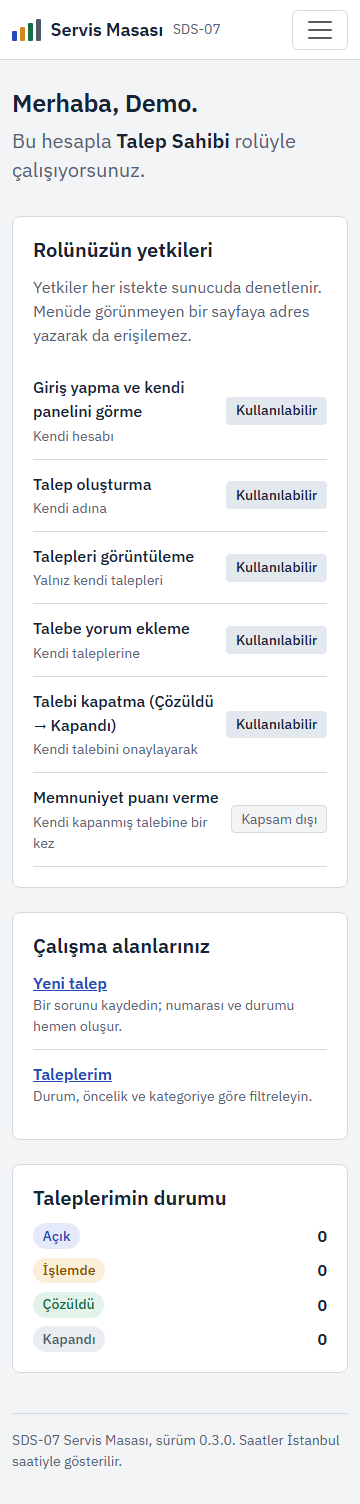 Servis Masası SDS-07
Merhaba, Demo.
Bu hesapla Talep Sahibi rolüyle
çalışıyorsunuz.
Rolünüzün yetkileri
Yetkiler her istekte sunucuda denetlenir.
Menüde görünmeyen bir sayfaya adres
yazarak da erişilemez.
Giriş yapma ve kendi
panelini görme
Kendi hesabı
Kullanılabilir
Talep oluşturma
Kendi adına
Kullanılabilir
Talepleri görüntüleme
Yalnız kendi talepleri
Kullanılabilir
Talebe yorum ekleme
Kendi taleplerine
Kullanılabilir
Talebi kapatma (Çözüldü
→ Kapandı)
Kendi talebini onaylayarak
Kullanılabilir
Memnuniyet puanı verme
Kendi kapanmış talebine bir
kez
Kapsam dışı
Çalışma alanlarınız
Yeni talep
Bir sorunu kaydedin; numarası ve durumu
hemen oluşur.
Taleplerim
Durum, öncelik ve kategoriye göre filtreleyin.
Taleplerimin durumu
Açık 0
İşlemde 0
Çözüldü 0
Kapandı 0
SDS-07 Servis Masası, sürüm 0.3.0. Saatler İstanbul
saatiyle gösterilir.